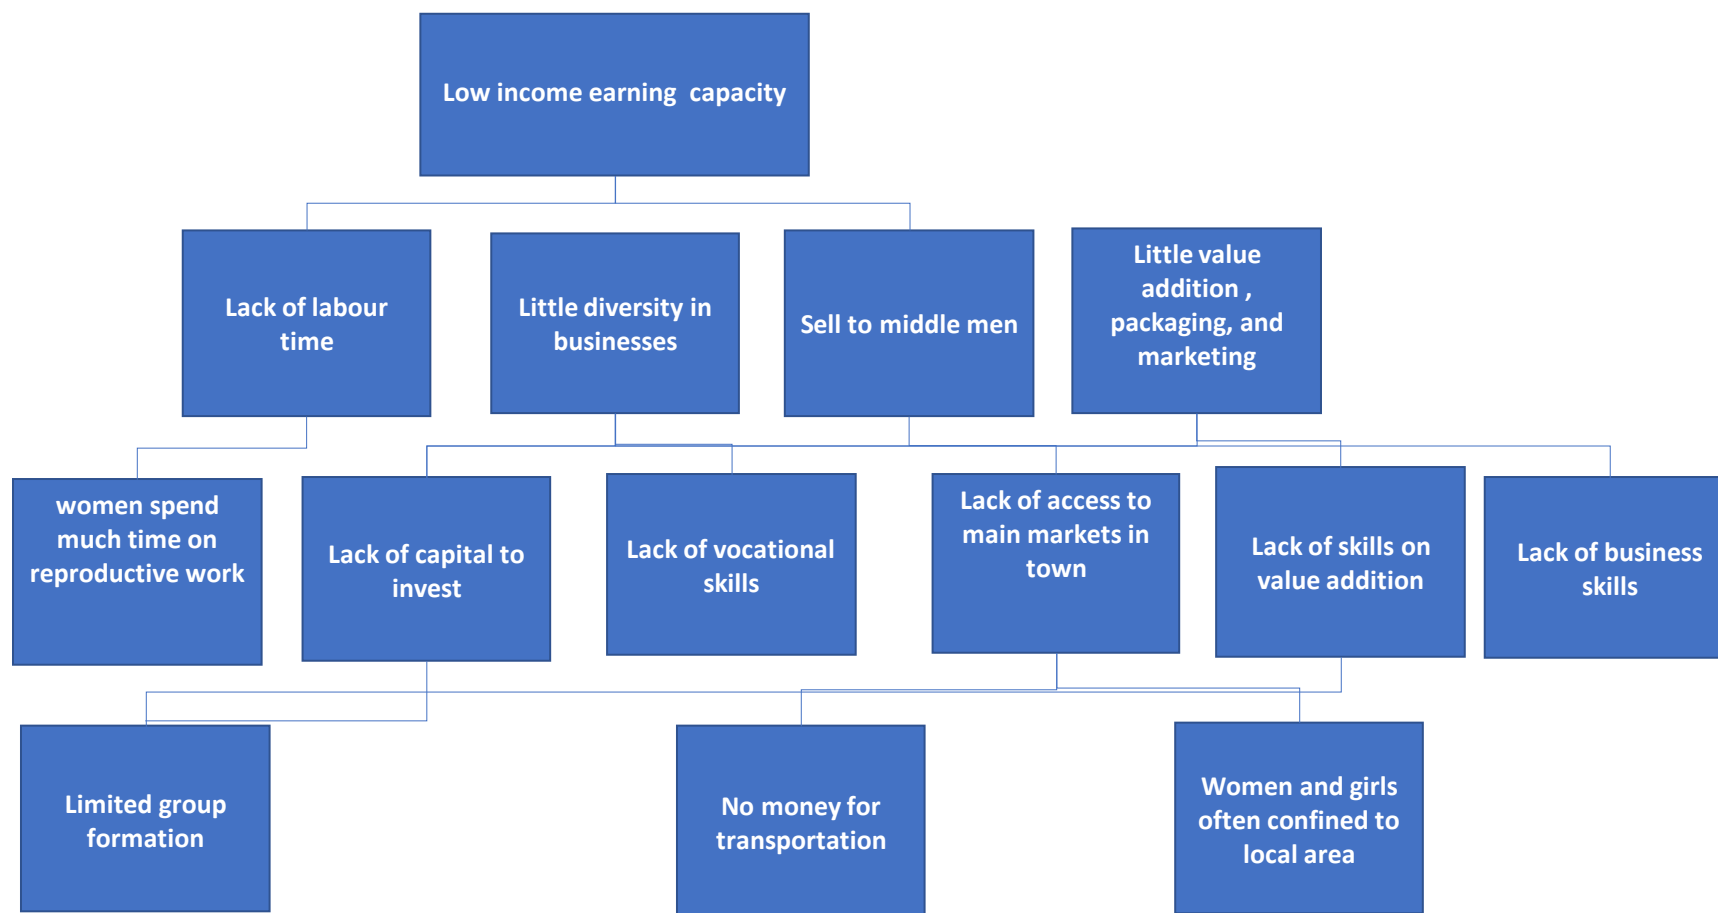 Low income earning  capacity
Lack of labour
time
Little diversity in
businesses
Sell to middle men
Little value
addition ,
packaging, and
marketing
women spend
much time on
reproductive work
Lack of capital to
invest
Lack of vocational
skills
Lack of access to
main markets in
town
Lack of skills on
value addition
Lack of business
skills
Limited group
formation
No money for
transportation
Women and girls
often confined to
local area